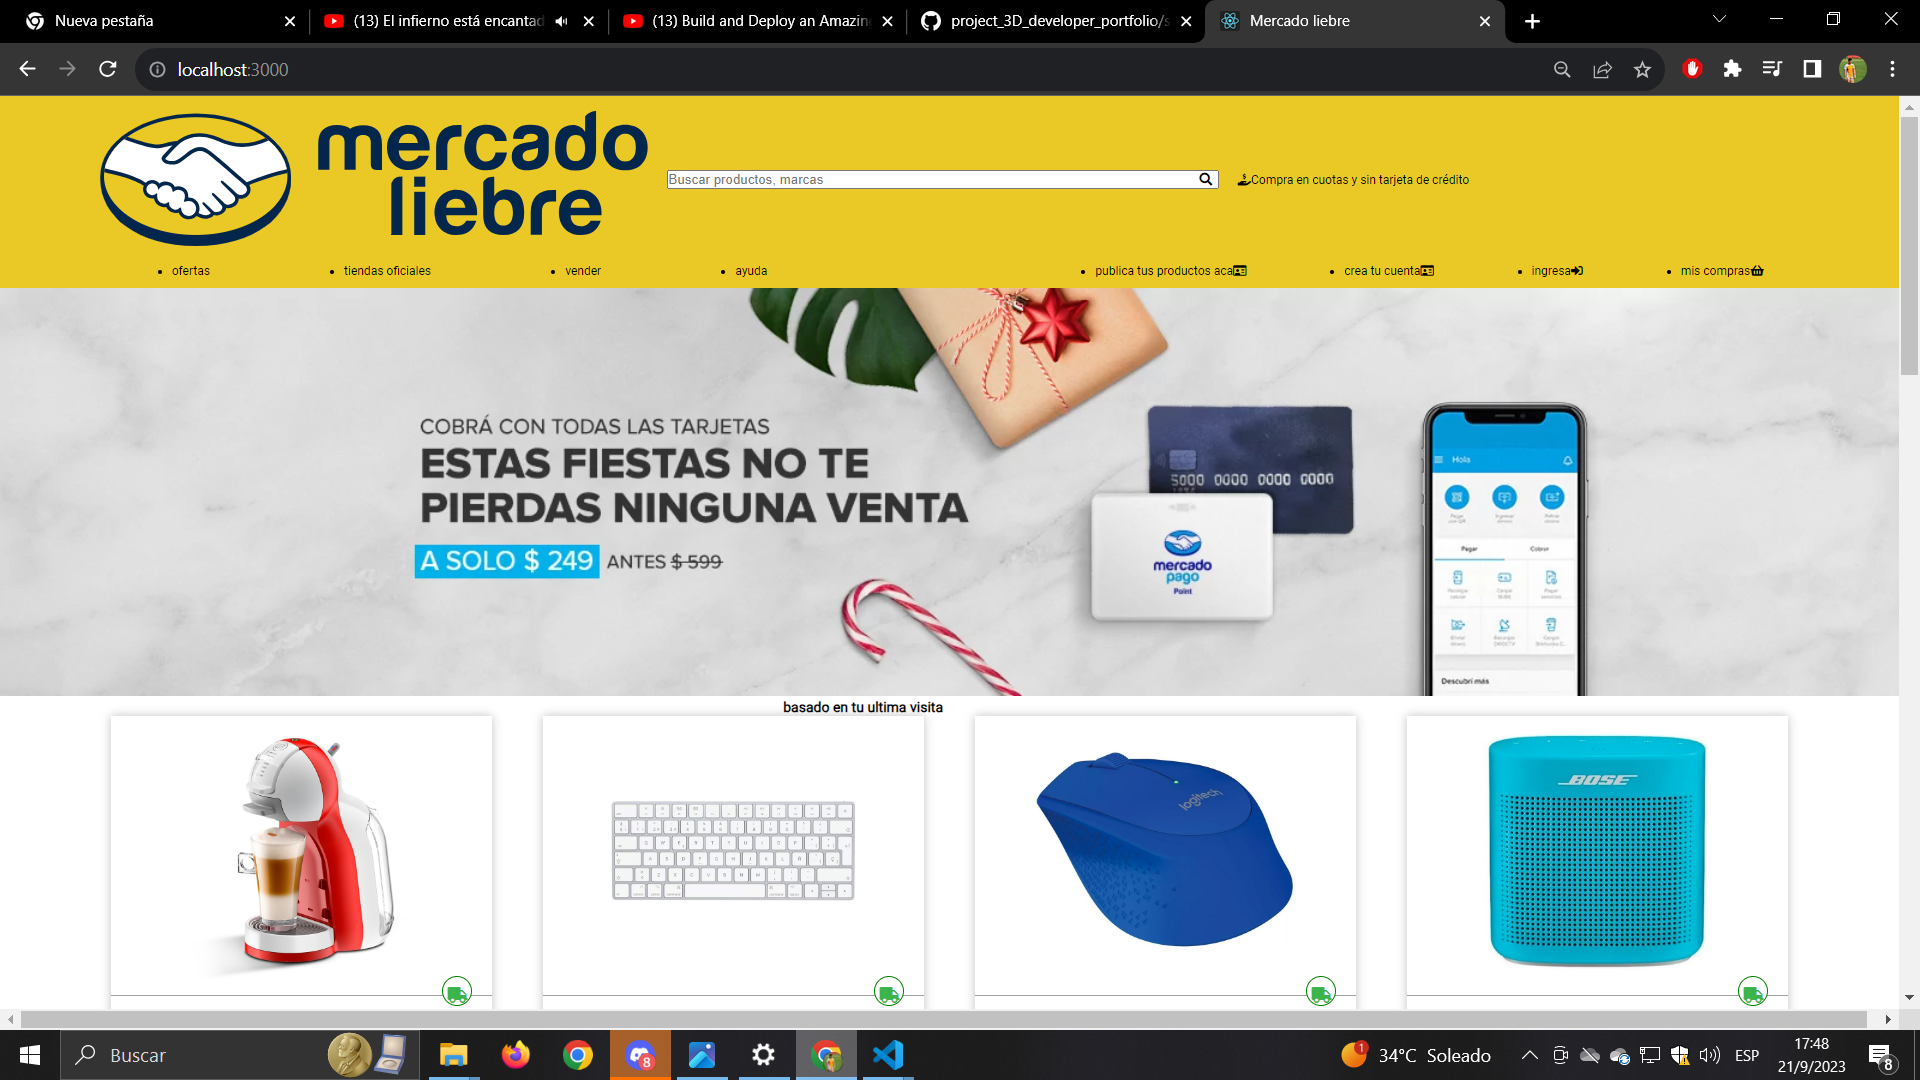 Nueva pestaña
(13) El infierno está encantad
(13) Build and Deploy an Amazin
project_3D_developer_portfolio/s
Mercado liebre
localhost:3000
mercado
liebre
Buscar productos, marcas
Compra en cuotas y sin tarjeta de crédito
ofertas
tiendas oficiales
vender
ayuda
publica tus productos aca
crea tu cuenta
ingresa
mis compras
COBRÁ CON TODAS LAS TARJETAS
ESTAS FIESTAS NO TE
PIERDAS NINGUNA VENTA
A SOLO $ 249 ANTES $ 599
5000 0000 0000 0000
mercado
pago
Point
Hola
Pagar
Cobrar
Descubrí más
basado en tu ultima visita
logitech
BOSE
Buscar
8
1
34°C Soleado
ESP
17:48
21/9/2023
8